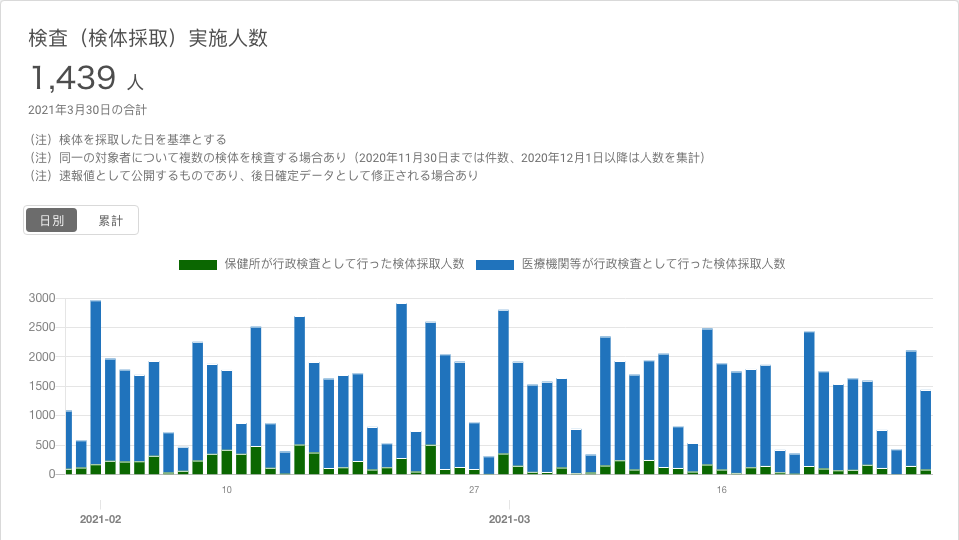 検査（検体採取）実施人数
1,439 人
2021年3月30日の合計
（注）検体を採取した日を基準とする
（注）同一の対象者について複数の検体を検査する場合あり（2020年11月30日までは件数、2020年12月1日以降は人数を集計）
（注）速報値として公開するものであり、後日確定データとして修正される場合あり
日別 累計
保健所が行政検査として行った検体採取人数 医療機関等が行政検査として行った検体採取人数
3000
2500
2000
1500
1000
500
0
10 27 16
2021-02 2021-03